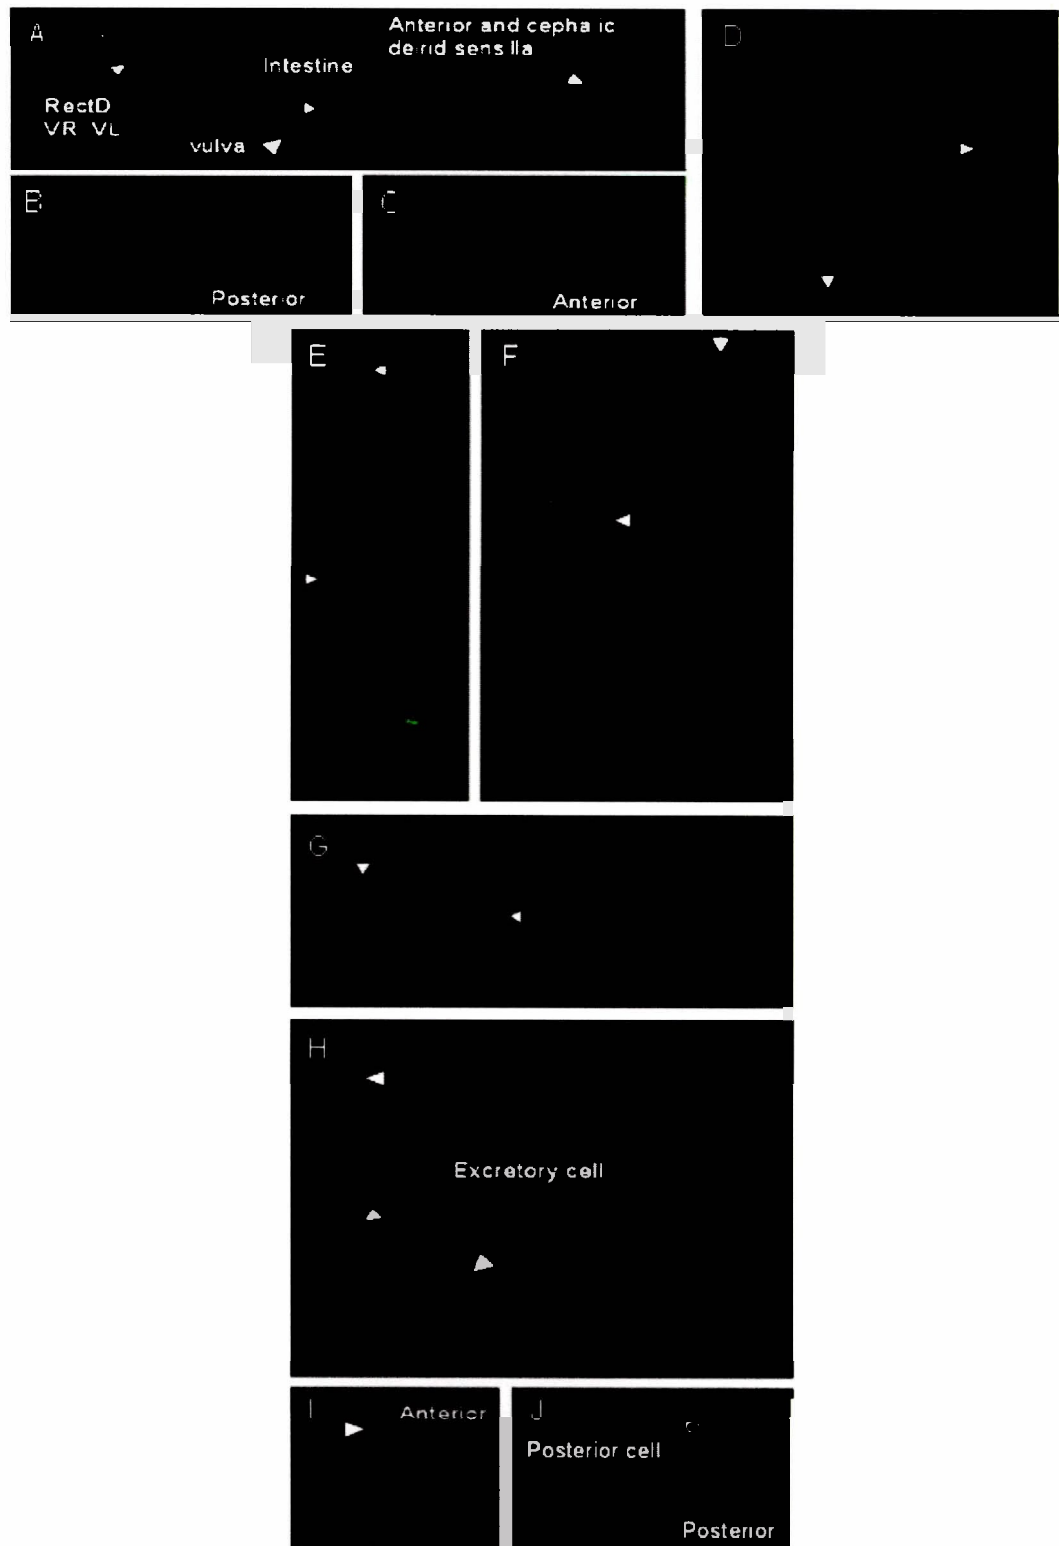 A
Anterior and cephalic
deirid sensilla
Intestine
RectD
VR VL
vulva
D
B
Posterior
C
Anterior
E
F
G
H
Excretory cell
I
Anterior
J
Posterior cell
Posterior